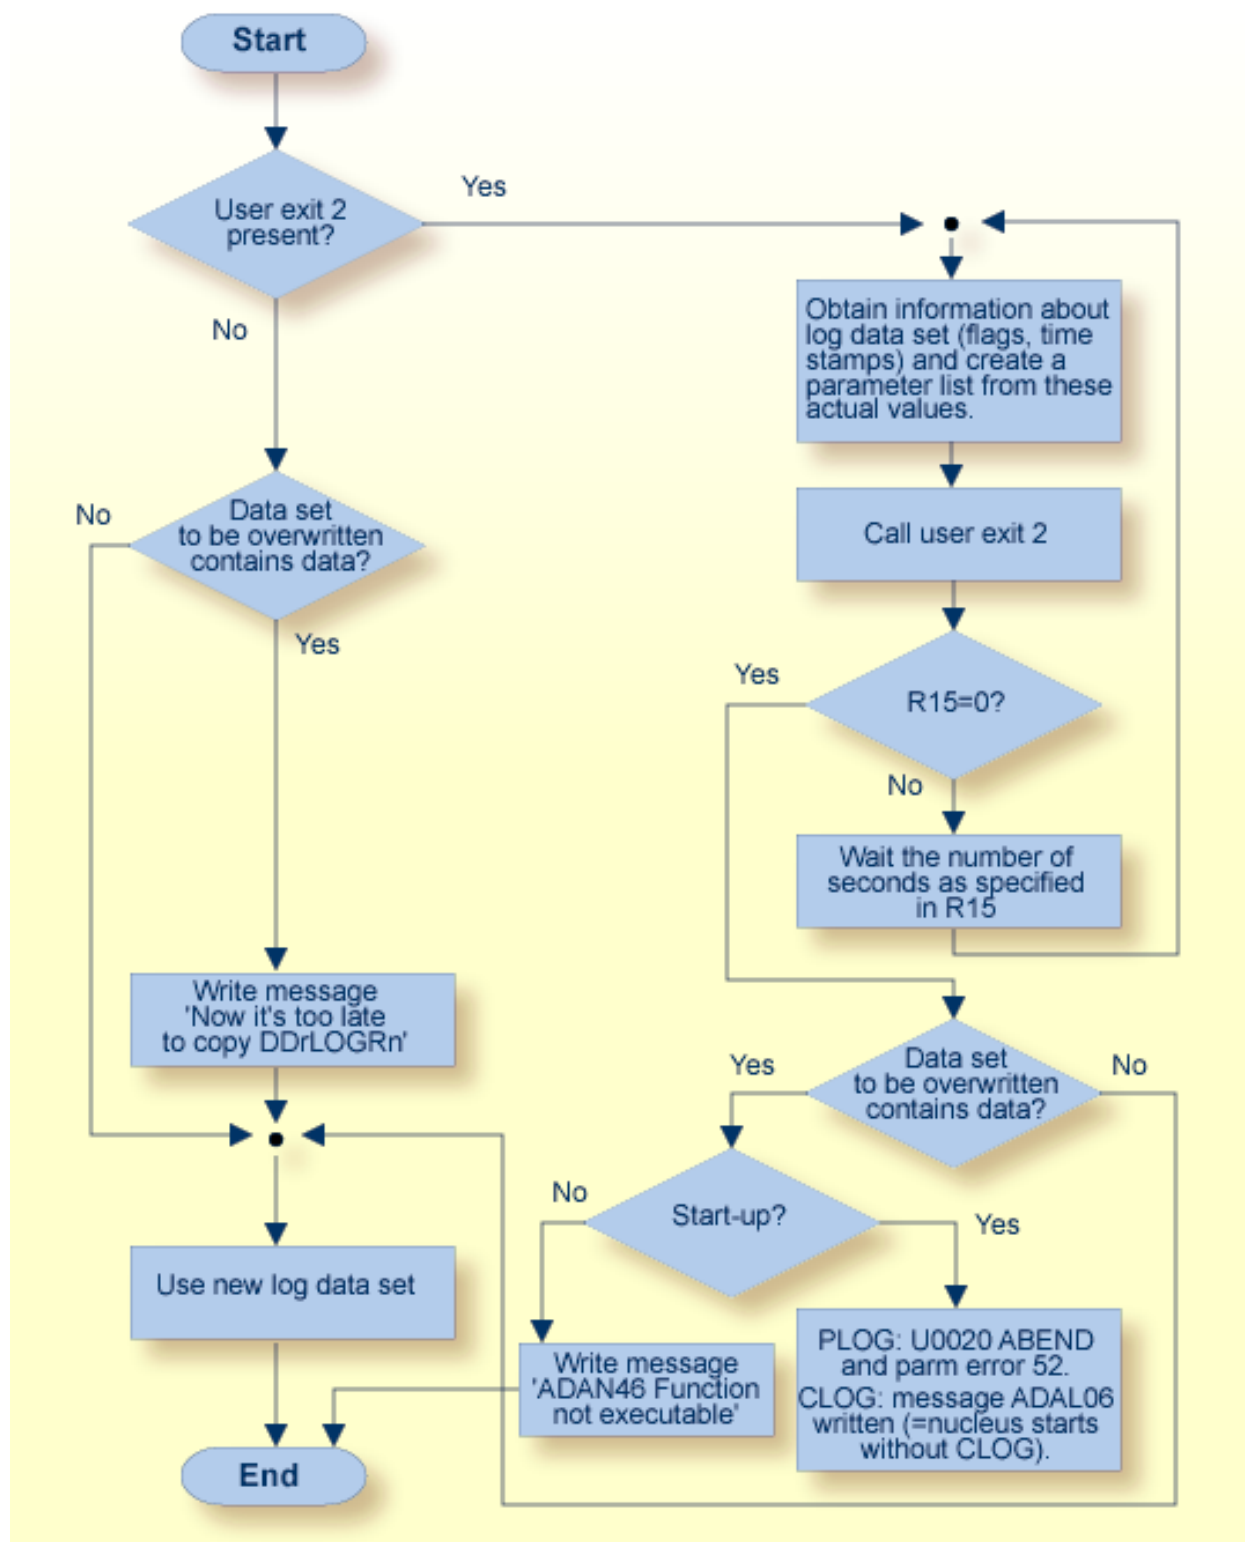 Start
User exit 2
present?
Yes
No
Obtain information about
log data set (flags, time
stamps) and create a
parameter list from these
actual values.
Call user exit 2
Data set
to be overwritten
contains data?
No
Yes
R15=0?
Yes
No
Wait the number of
seconds as specified
in R15
Write message
'Now it's too late
to copy DDrLOGRn'
Data set
to be overwritten
contains data?
Yes
No
Start-up?
No
Yes
Use new log data set
Write message
'ADAN46 Function
not executable'
PLOG: U0020 ABEND
and parm error 52.
CLOG: message ADAL06
written (=nucleus starts
without CLOG).
End